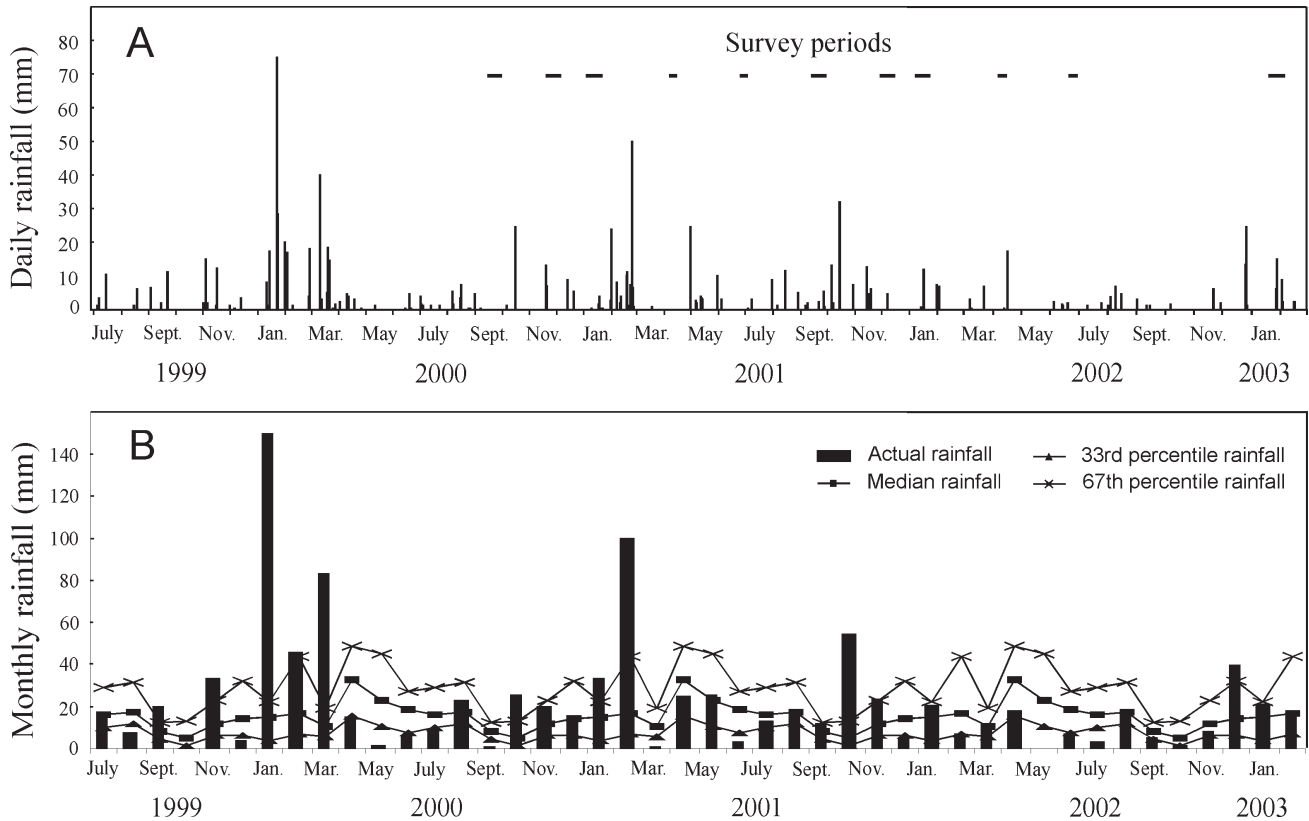 A
Survey periods
Daily rainfall (mm)
80
70
60
50
40
30
20
10
0
July Sept. Nov. Jan. Mar. May July Sept. Nov. Jan. Mar. May July Sept. Nov. Jan. Mar. May July Sept. Nov. Jan.
1999 2000 2001 2002 2003
B
Actual rainfall 33rd percentile rainfall
Median rainfall 67th percentile rainfall
Monthly rainfall (mm)
140
120
100
80
60
40
20
0
July Sept. Nov. Jan. Mar. May July Sept. Nov. Jan. Mar. May July Sept. Nov. Jan. Mar. May July Sept. Nov. Jan.
1999 2000 2001 2002 2003